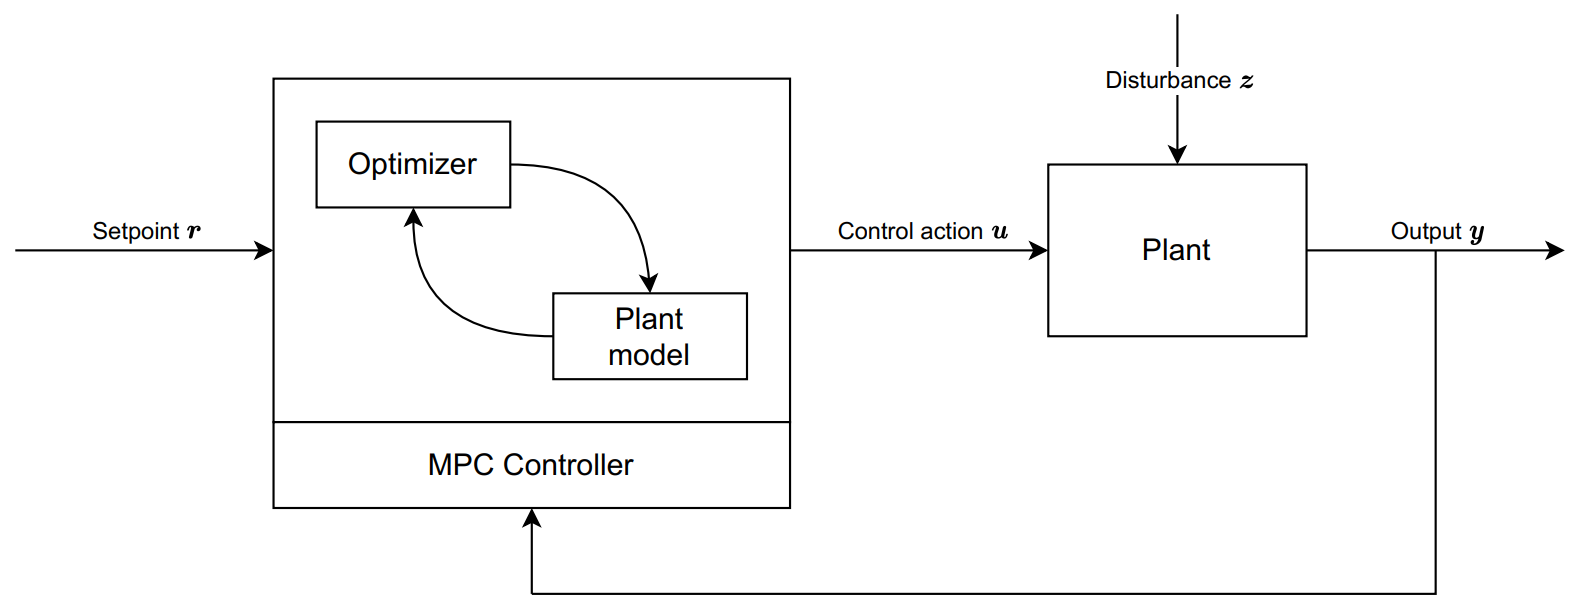 Disturbance z
Optimizer
Setpoint r
Control action u
Plant
Output y
Plant
model
MPC Controller